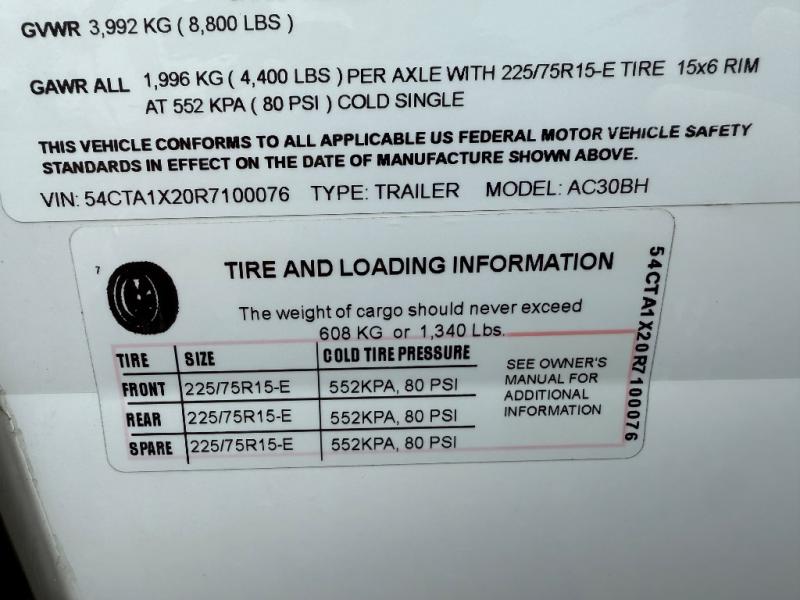 GVWR 3,992 KG ( 8,800 LBS )
GAWR ALL 1,996 KG ( 4,400 LBS ) PER AXLE WITH 225/75R15-E TIRE 15x6 RIM
AT 552 KPA ( 80 PSI ) COLD SINGLE
THIS VEHICLE CONFORMS TO ALL APPLICABLE US FEDERAL MOTOR VEHICLE SAFETY
STANDARDS IN EFFECT ON THE DATE OF MANUFACTURE SHOWN ABOVE.
VIN: 54CTA1X20R7100076 TYPE: TRAILER MODEL: AC30BH
7
TIRE AND LOADING INFORMATION
The weight of cargo should never exceed
608 KG or 1,340 Lbs.
TIRE SIZE COLD TIRE PRESSURE
FRONT 225/75R15-E 552KPA, 80 PSI
REAR 225/75R15-E 552KPA, 80 PSI
SPARE 225/75R15-E 552KPA, 80 PSI
SEE OWNER'S
MANUAL FOR
ADDITIONAL
INFORMATION
54CTA1X20R7100076